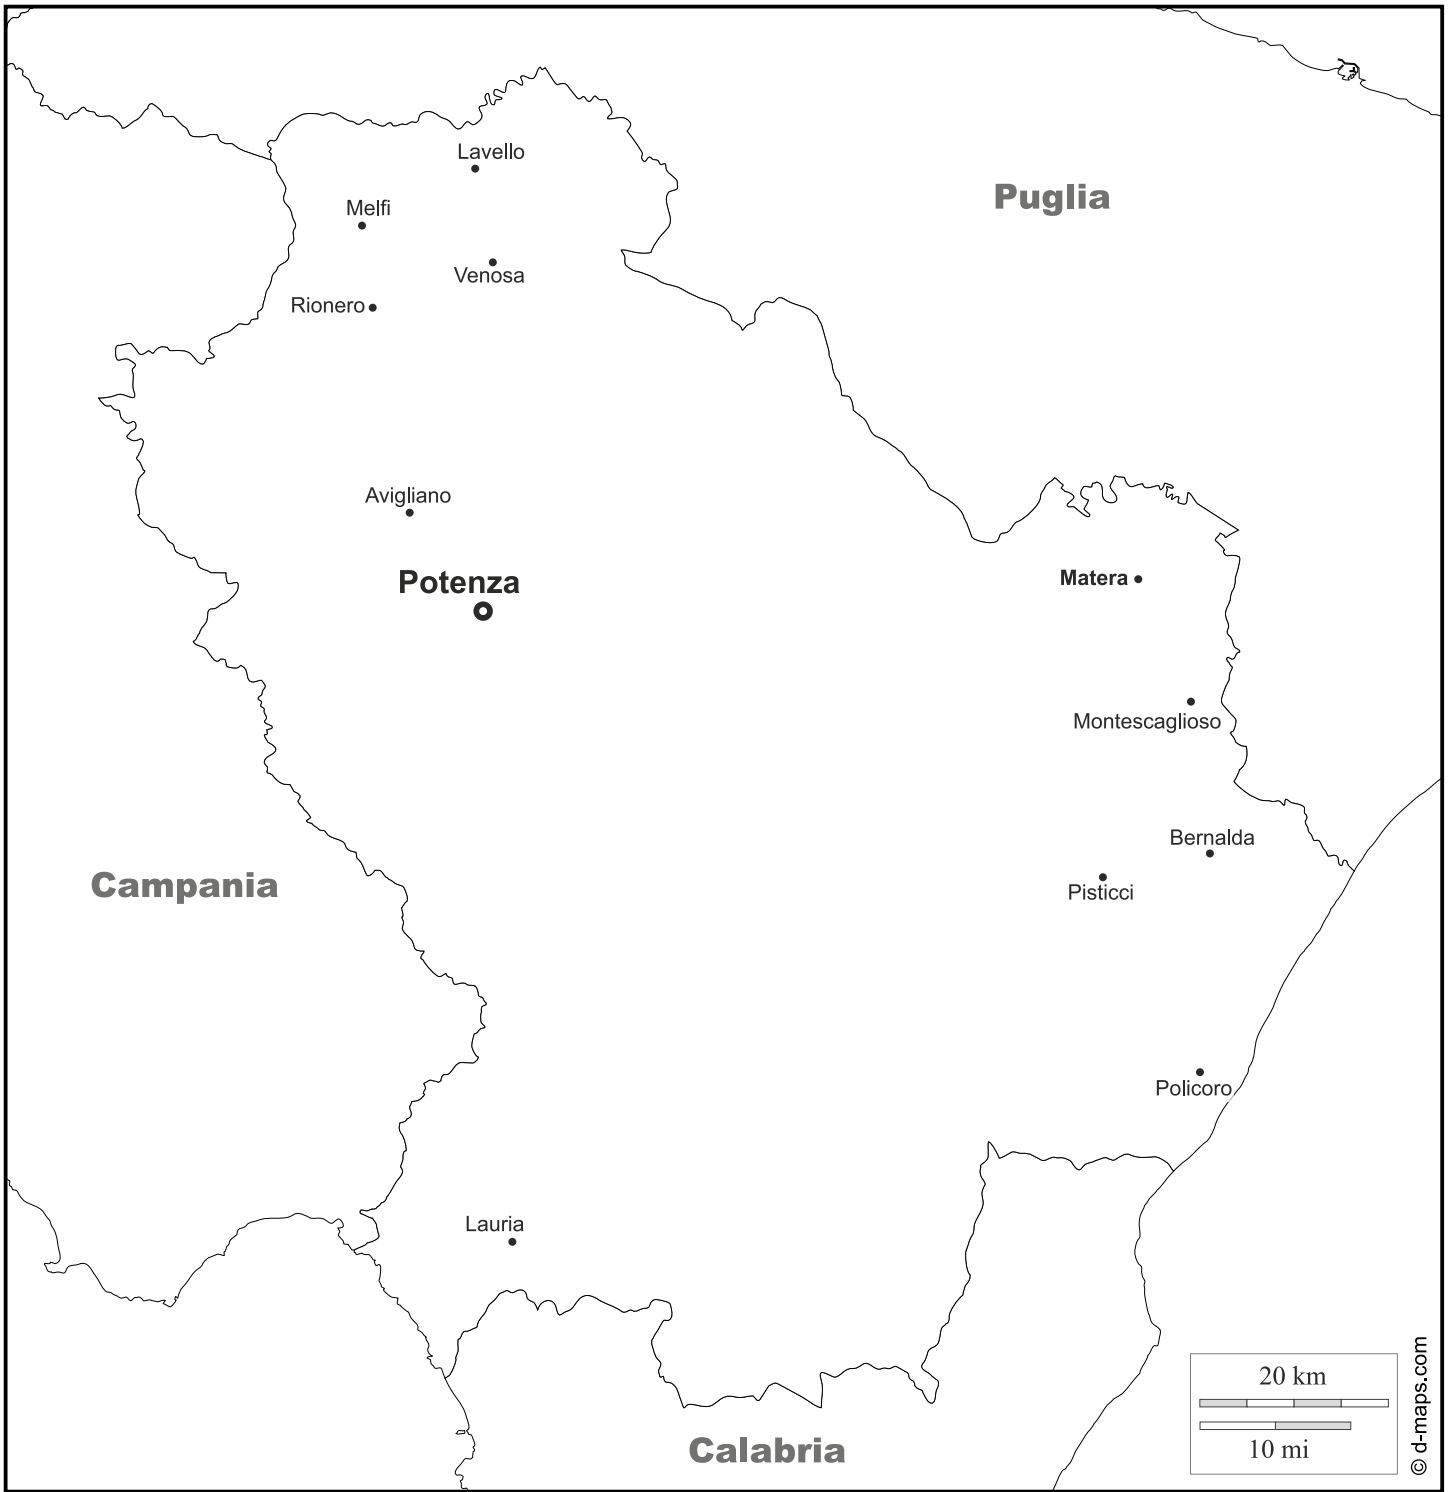 Lavello
Puglia
Melfi
Venosa
Rionero
Avigliano
Potenza
Matera
Montescaglioso
Bernalda
Campania
Pisticci
Policoro
Lauria
20 km
10 mi
Calabria
© d-maps.com